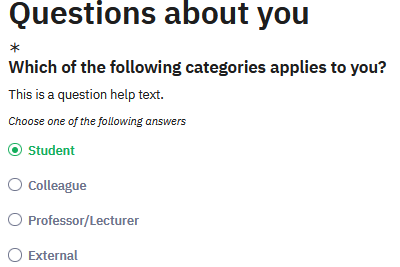 Questions about you
*
Which of the following categories applies to you?
This is a question help text.
Choose one of the following answers
Student
Colleague
Professor/Lecturer
External